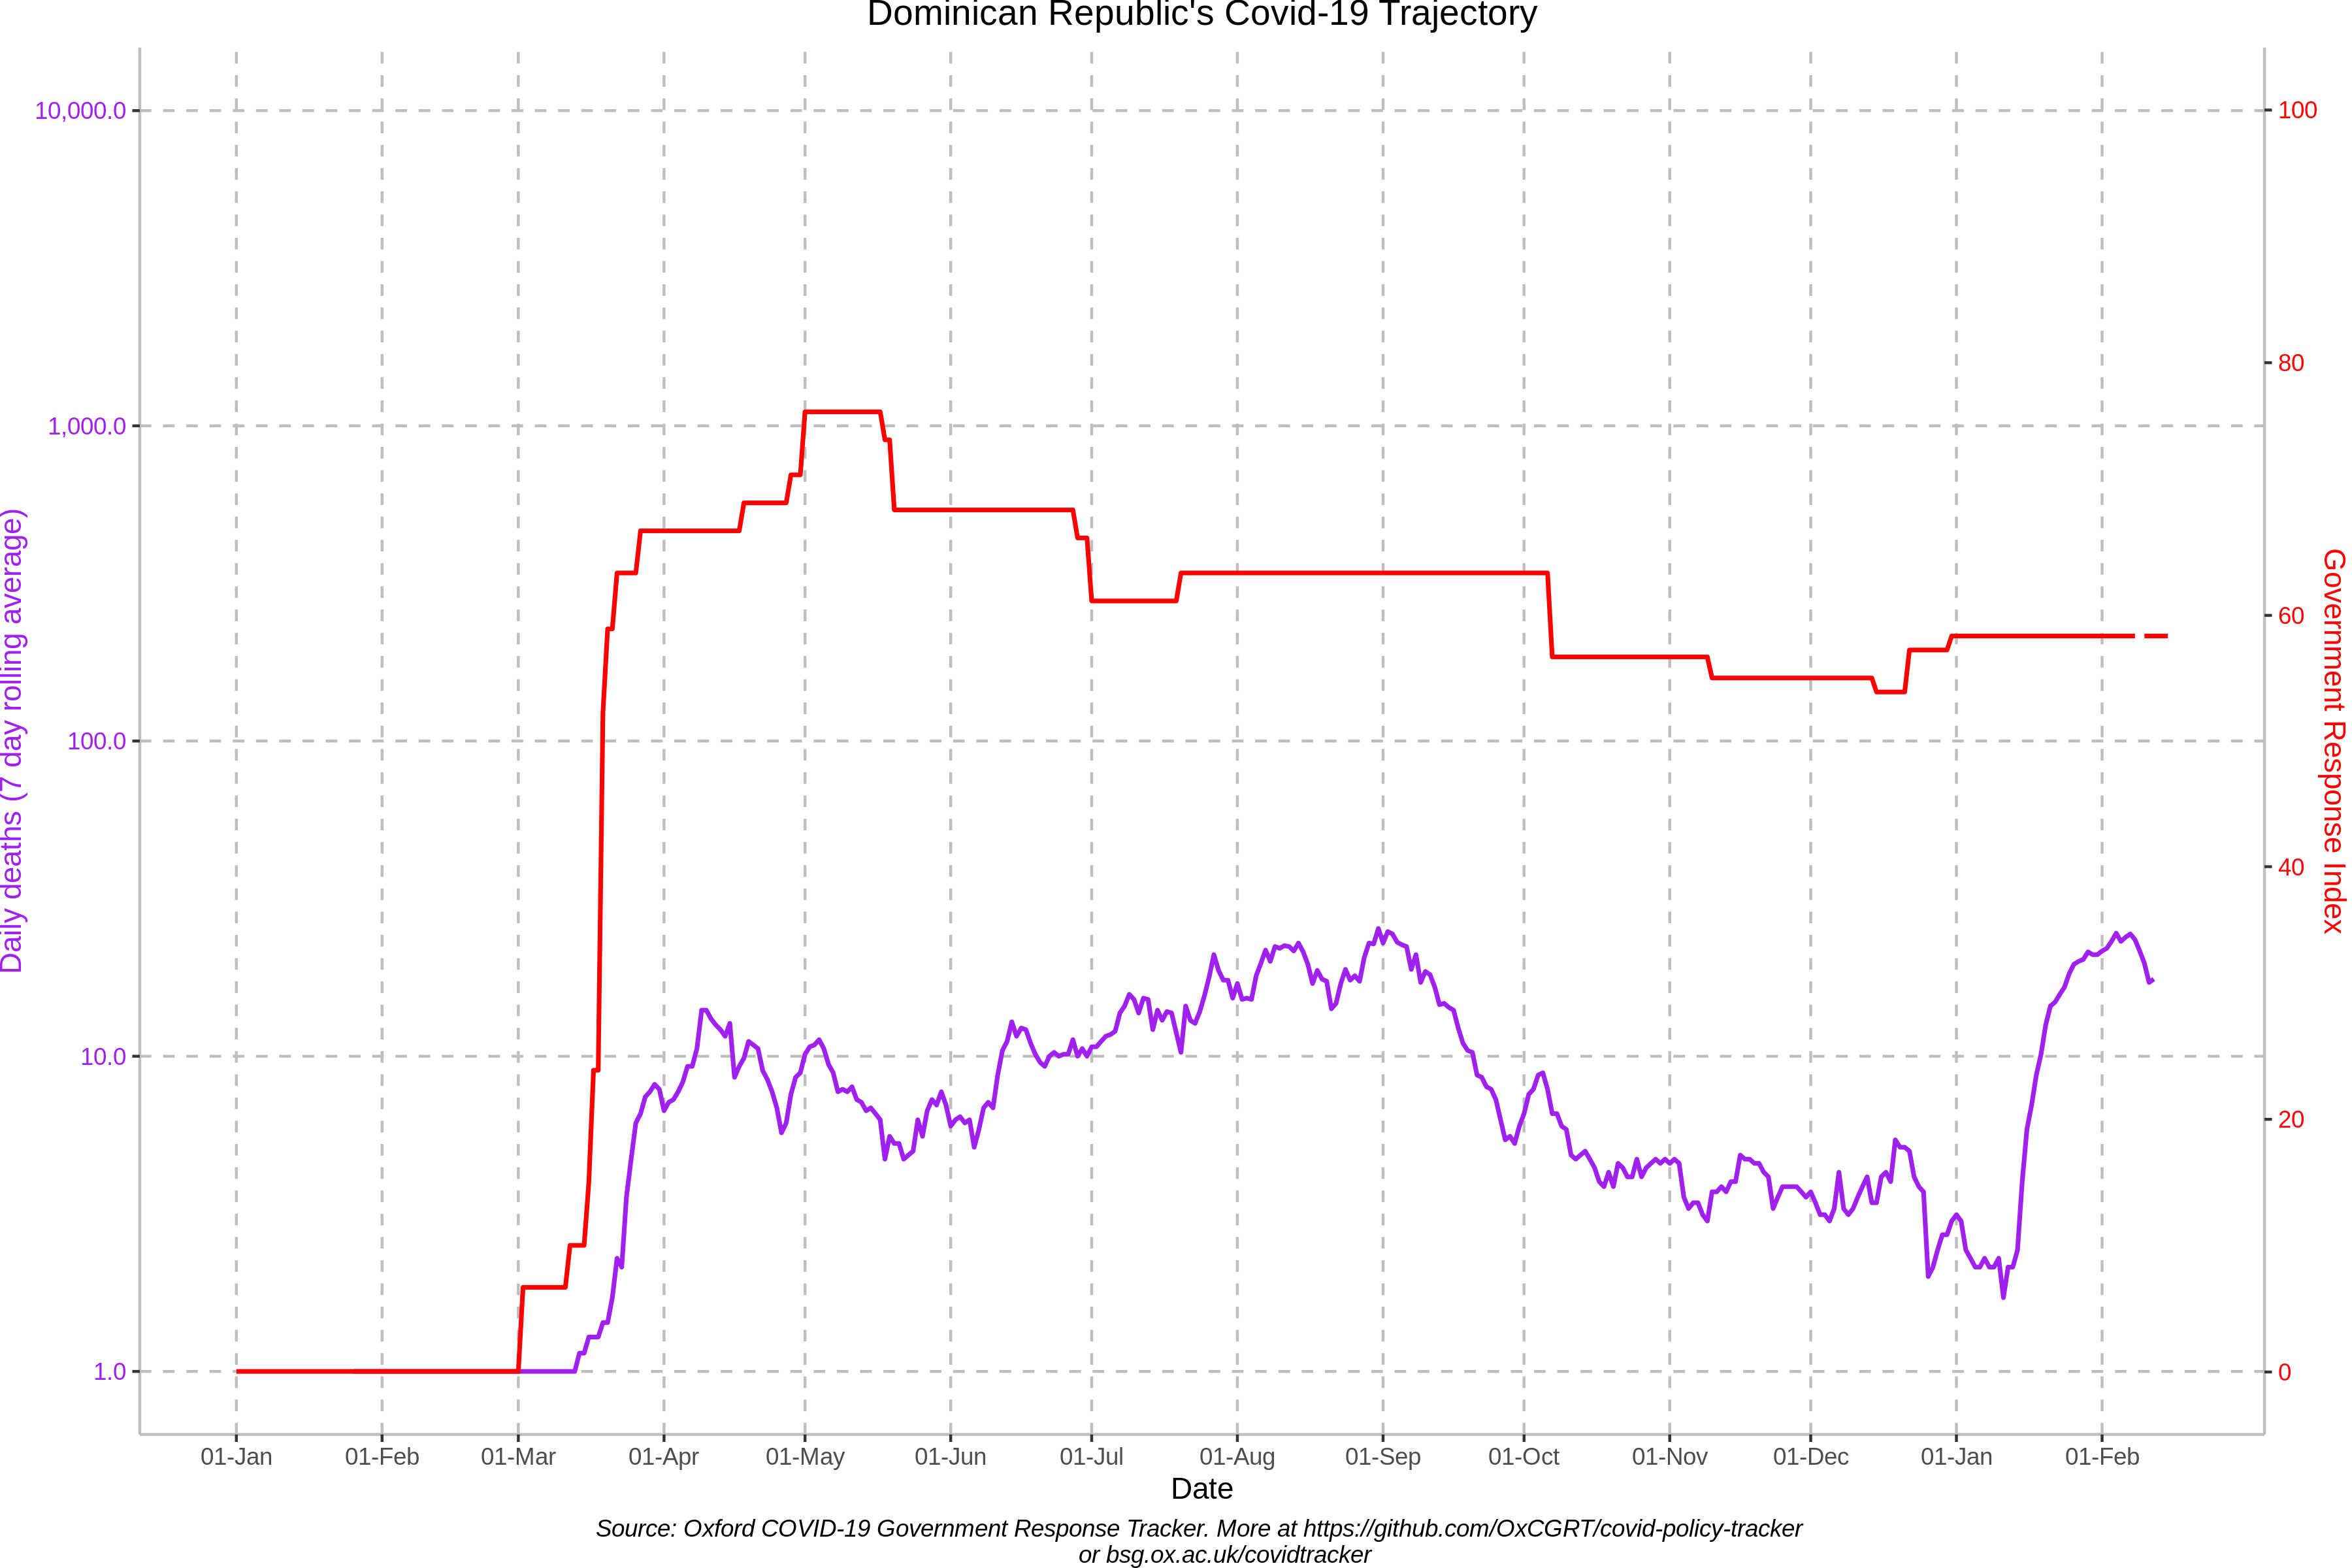 Dominican Republic's Covid-19 Trajectory
10,000.0
1,000.0
100.0
10.0
1.0
Daily deaths (7 day rolling average)
100
80
60
40
20
0
Government Response Index
01-Jan 01-Feb 01-Mar 01-Apr 01-May 01-Jun 01-Jul 01-Aug 01-Sep 01-Oct 01-Nov 01-Dec 01-Jan 01-Feb
Date
Source: Oxford COVID-19 Government Response Tracker. More at https://github.com/OxCGRT/covid-policy-tracker
or bsg.ox.ac.uk/covidtracker